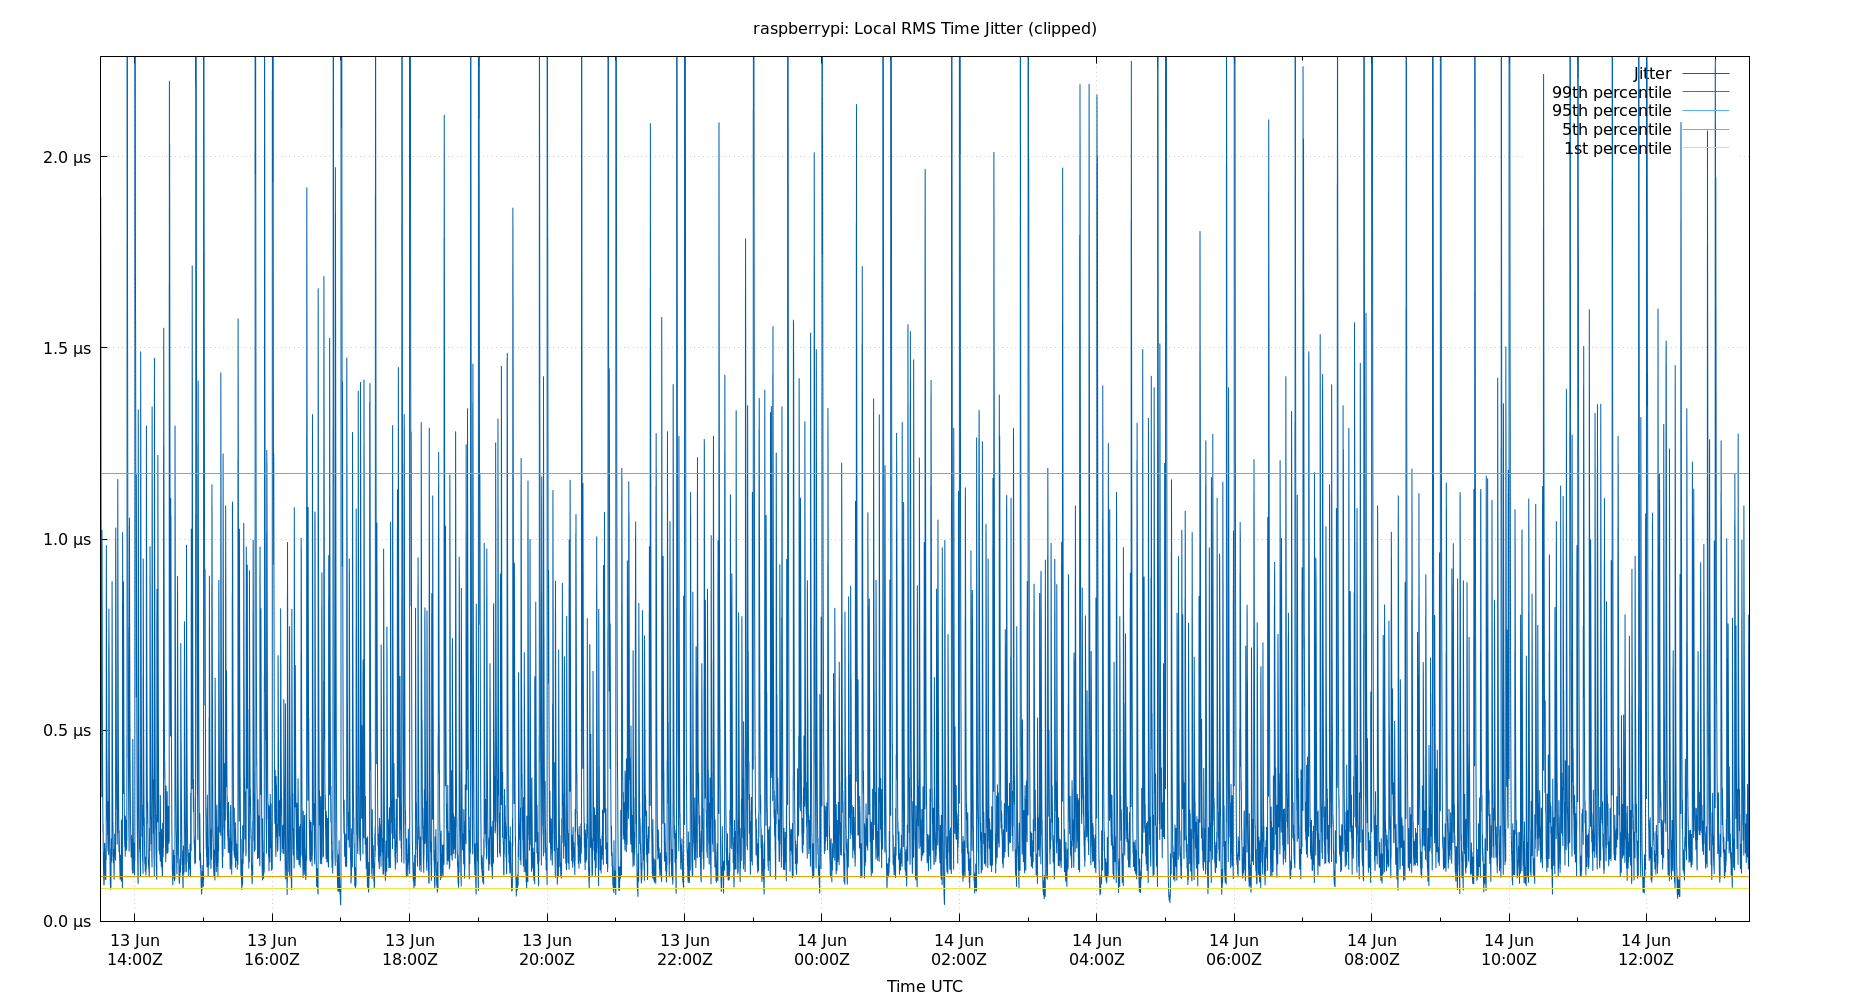 raspberrypi: Local RMS Time Jitter (clipped)
Jitter
99th percentile
95th percentile
5th percentile
1st percentile
2.0 μs
1.5 μs
1.0 μs
0.5 μs
0.0 μs
13 Jun 13 Jun 13 Jun 13 Jun 13 Jun 14 Jun 14 Jun 14 Jun 14 Jun 14 Jun 14 Jun 14 Jun
14:00Z 16:00Z 18:00Z 20:00Z 22:00Z 00:00Z 02:00Z 04:00Z 06:00Z 08:00Z 10:00Z 12:00Z
Time UTC